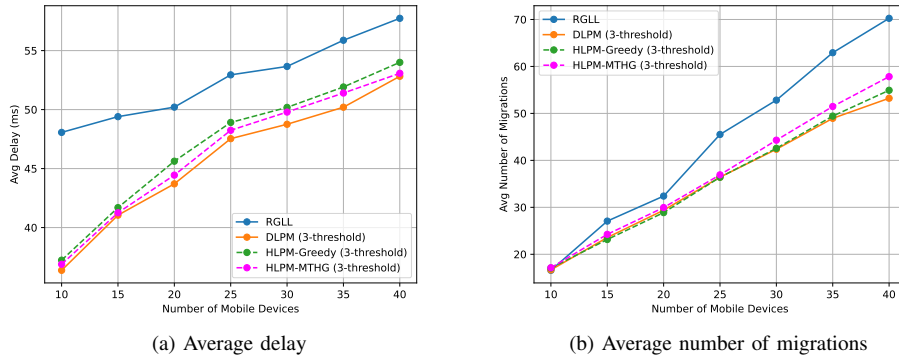 55
50
45
40
Avg Delay (ms)
RGLL
DLPM (3-threshold)
HLPM-Greedy (3-threshold)
HLPM-MTHG (3-threshold)
10 15 20 25 30 35 40
Number of Mobile Devices
(a) Average delay
70
60
50
40
30
20
Avg Number of Migrations
RGLL
DLPM (3-threshold)
HLPM-Greedy (3-threshold)
HLPM-MTHG (3-threshold)
10 15 20 25 30 35 40
Number of Mobile Devices
(b) Average number of migrations